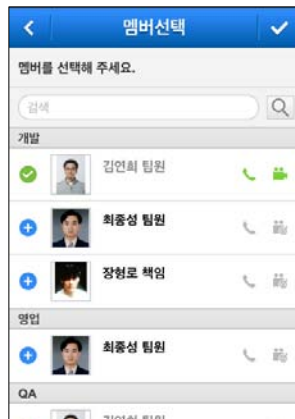 멤버선택
멤버를 선택해 주세요.
검색
개발
김연희 팀원
최종성 팀원
장형로 책임
영업
최종성 팀원
QA